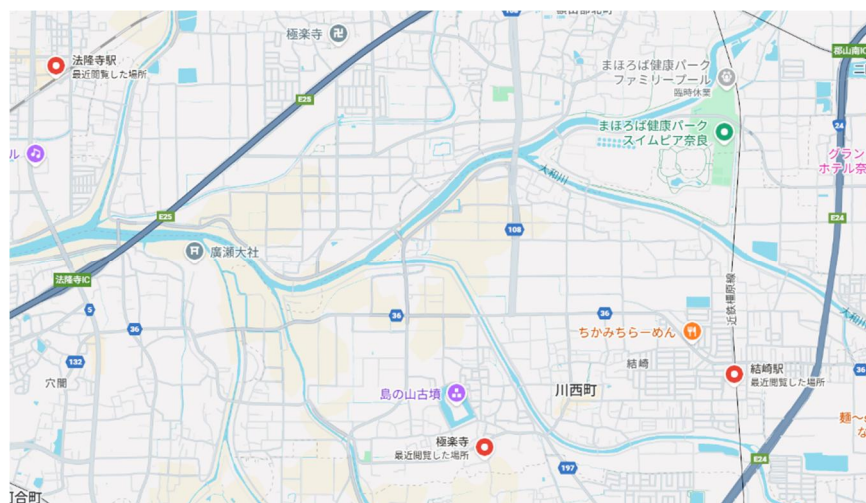 極楽寺
法隆寺駅
最近閲覧した場所
まほろば健康パーク
ファミリープール
臨時休業
郡山南IC
E25
24
まほろば健康パーク
スイムピア奈良
ル
大和川
グラン
ホテル奈
E25
E24
108
廣瀬大社
法隆寺IC
近鉄橿原線
大和川
5
36
36
36
ちかみちらーめん
132
結崎
36
穴闇
結崎駅
最近閲覧した場所
島の山古墳
川西町
極楽寺
最近閲覧した場所
197
E24